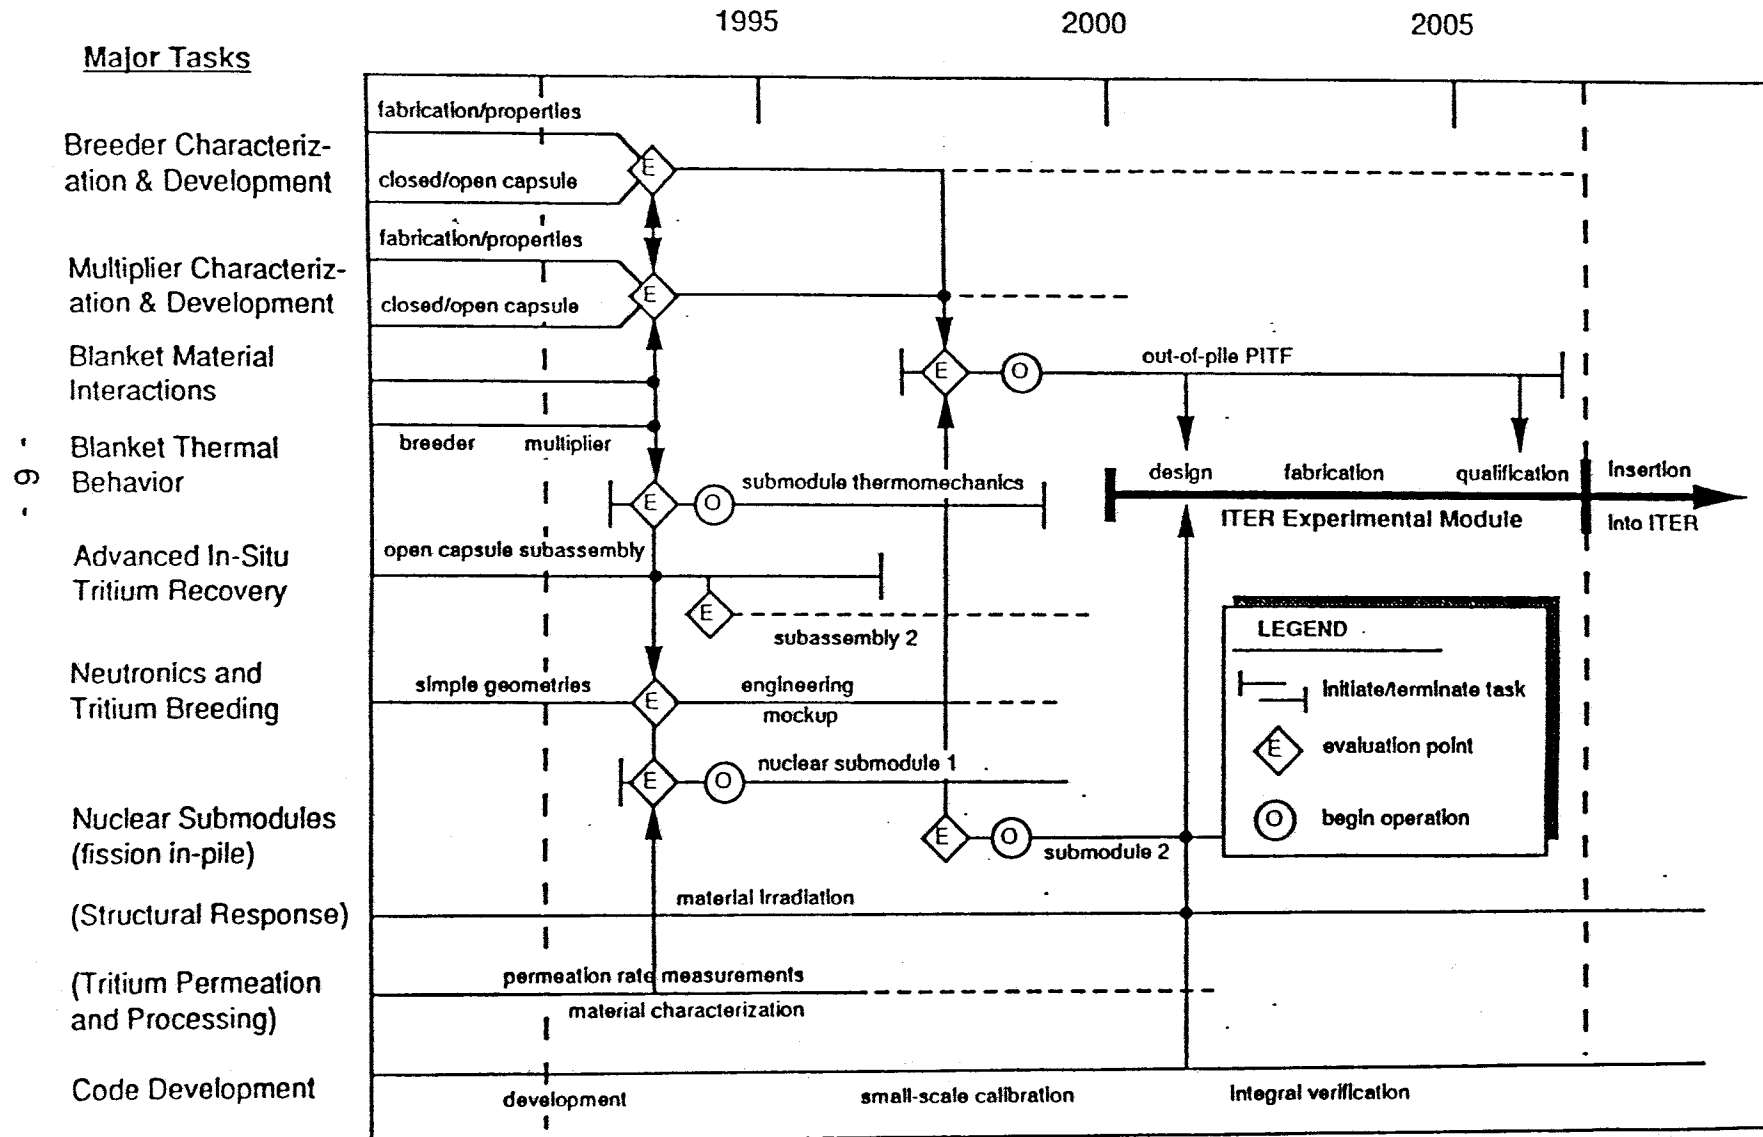 1995 2000 2005
Major Tasks
fabrication/properties
Breeder Characteriz-
ation & Development
E
closed/open capsule
fabrication/properties
Multiplier Characteriz-
ation & Development
E
closed/open capsule
Blanket Material
Interactions
E O out-of-pile PITF
Blanket Thermal
Behavior
breeder multiplier
E O submodule thermomechanics
design fabrication qualification Insertion
ITER Experimental Module Into ITER
- 6 -
Advanced In-Situ
Tritium Recovery
open capsule subassembly
E
subassembly 2
Neutronics and
Tritium Breeding
simple geometries E engineering
mockup
E O nuclear submodule 1
Nuclear Submodules
(fission in-pile)
E O submodule 2
LEGEND
Initiate/terminate task
E evaluation point
O begin operation
(Structural Response)
material Irradiation
(Tritium Permeation
and Processing)
permeation rate measurements
material characterization
Code Development
development small-scale calibration Integral verification